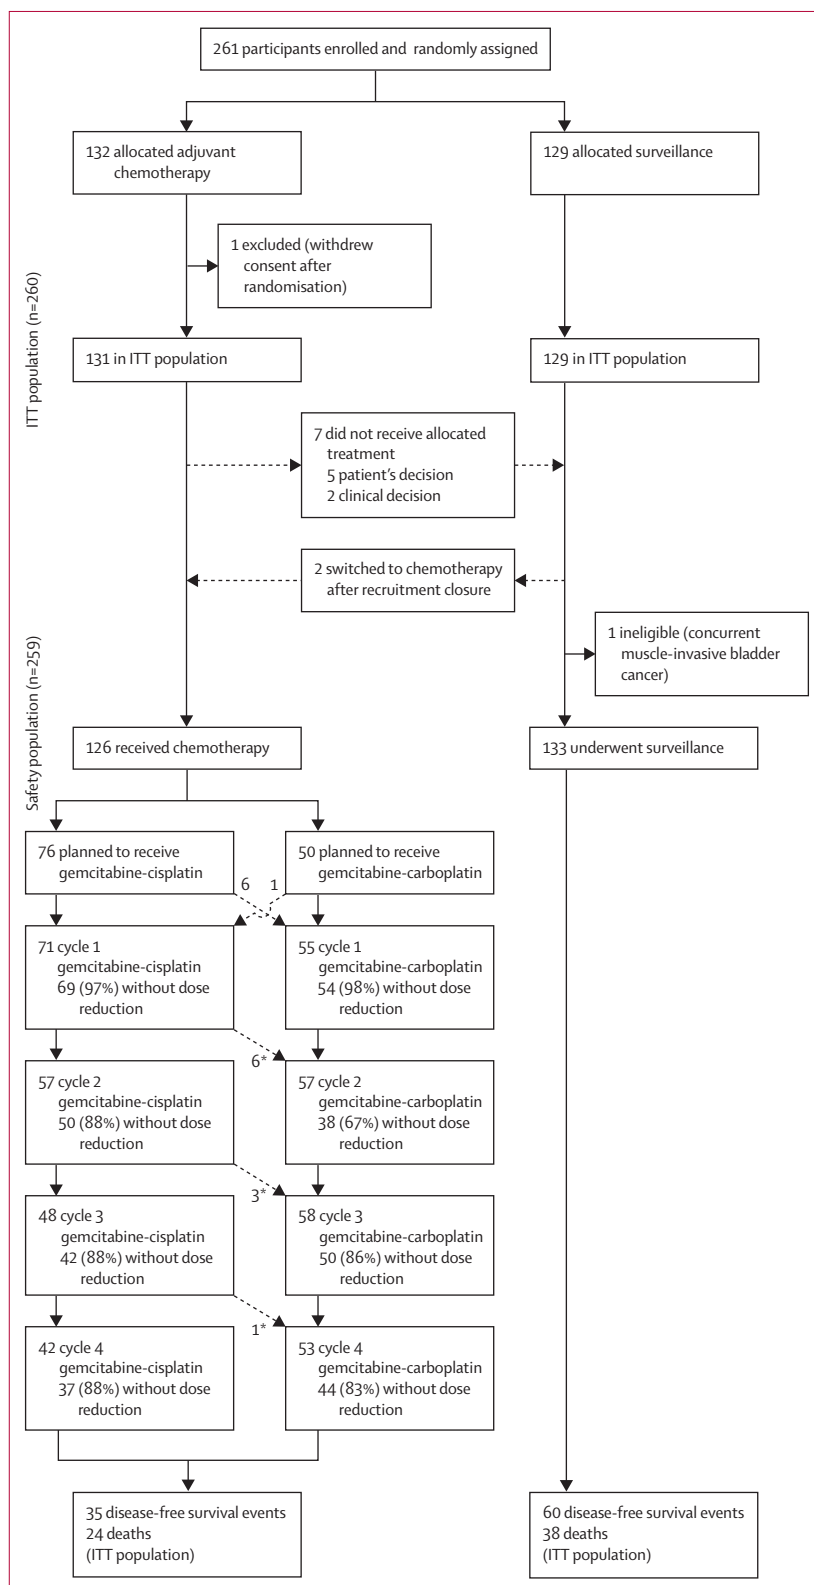 261 participants enrolled and randomly assigned
132 allocated adjuvant
chemotherapy
129 allocated surveillance
1 excluded (withdrew
consent after
randomisation)
ITT population (n=260)
131 in ITT population
129 in ITT population
7 did not receive allocated
treatment
5 patient's decision
2 clinical decision
2 switched to chemotherapy
after recruitment closure
1 ineligible (concurrent
muscle-invasive bladder
cancer)
Safety population (n=259)
126 received chemotherapy
133 underwent surveillance
76 planned to receive
gemcitabine-cisplatin
50 planned to receive
gemcitabine-carboplatin
6
1
71 cycle 1
gemcitabine-cisplatin
69 (97%) without dose
reduction
55 cycle 1
gemcitabine-carboplatin
54 (98%) without dose
reduction
6*
57 cycle 2
gemcitabine-cisplatin
50 (88%) without dose
reduction
57 cycle 2
gemcitabine-carboplatin
38 (67%) without dose
reduction
3*
48 cycle 3
gemcitabine-cisplatin
42 (88%) without dose
reduction
58 cycle 3
gemcitabine-carboplatin
50 (86%) without dose
reduction
1*
42 cycle 4
gemcitabine-cisplatin
37 (88%) without dose
reduction
53 cycle 4
gemcitabine-carboplatin
44 (83%) without dose
reduction
35 disease-free survival events
24 deaths
(ITT population)
60 disease-free survival events
38 deaths
(ITT population)